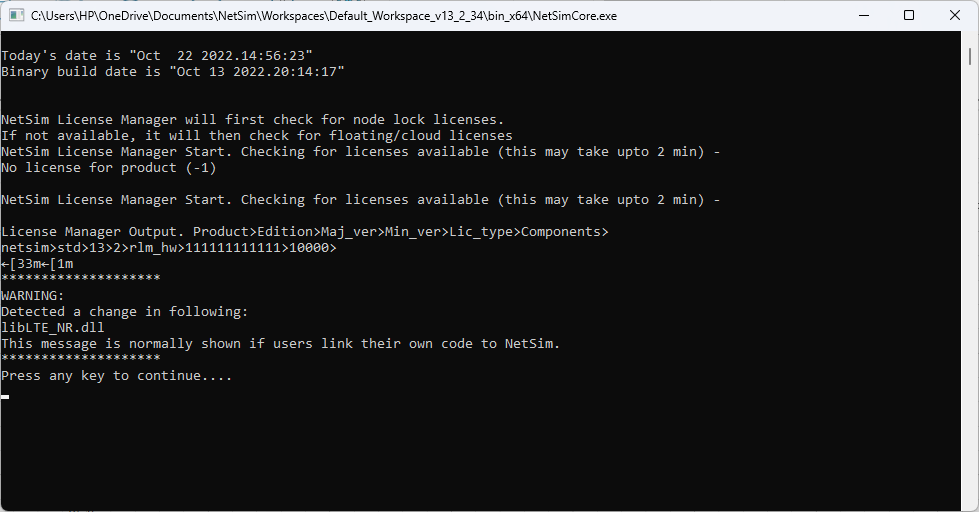 C:\Users\HP\OneDrive\Documents\NetSim\Workspaces\Default_Workspace_v13_2_34\bin_x64\NetSimCore.exe
Today's date is "Oct  22 2022.14:56:23"
Binary build date is "Oct 13 2022.20:14:17"
NetSim License Manager will first check for node lock licenses.
If not available, it will then check for floating/cloud licenses
NetSim License Manager Start. Checking for licenses available (this may take upto 2 min) -
No license for product (-1)
NetSim License Manager Start. Checking for licenses available (this may take upto 2 min) -
License Manager Output. Product>Edition>Maj_ver>Min_ver>Lic_type>Components>
netsim>std>13>2>rlm_hw>111111111111>10000>
←[33m←[1m
********************
WARNING:
Detected a change in following:
libLTE_NR.dll
This message is normally shown if users link their own code to NetSim.
********************
Press any key to continue....